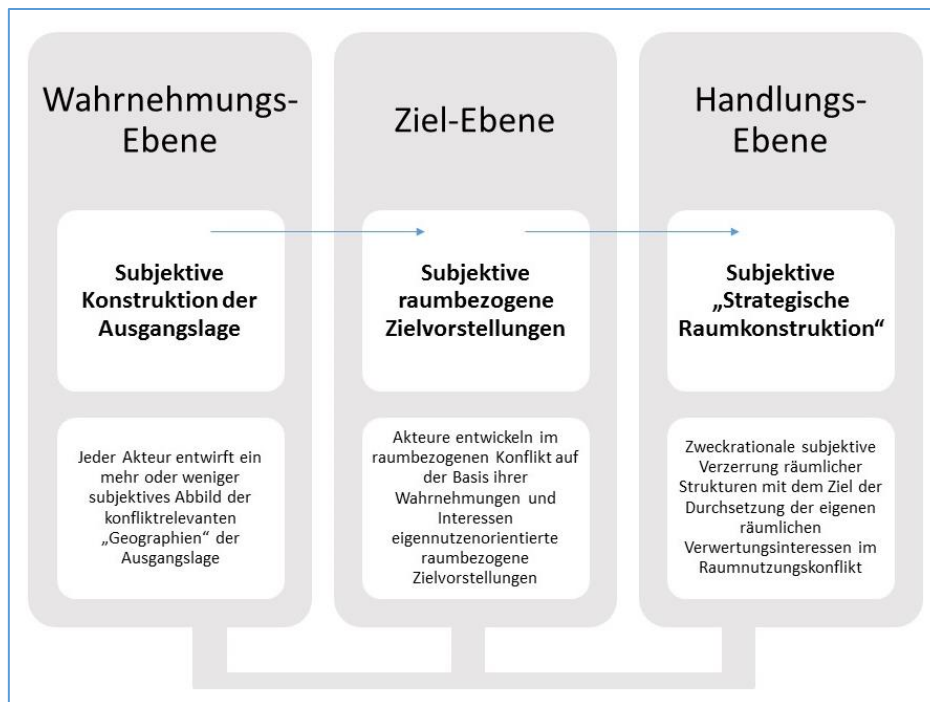 Wahrnehmungs-
Ebene
Subjektive
Konstruktion der
Ausgangslage
Jeder Akteur entwirft ein
mehr oder weniger
subjektives Abbild der
konfliktrelevanten
„Geographien“ der
Ausgangslage
Ziel-Ebene
Subjektive
raumbezogene
Zielvorstellungen
Akteure entwickeln im
raumbezogenen Konflikt auf
der Basis ihrer
Wahrnehmungen und
Interessen
eigennutzenorientierte
raumbezogene
Zielvorstellungen
Handlungs-
Ebene
Subjektive
„Strategische
Raumkonstruktion“
Zweckrationale subjektive
Verzerrung räumlicher
Strukturen mit dem Ziel der
Durchsetzung der eigenen
räumlichen
Verwertungsinteressen im
Raumnutzungskonflikt